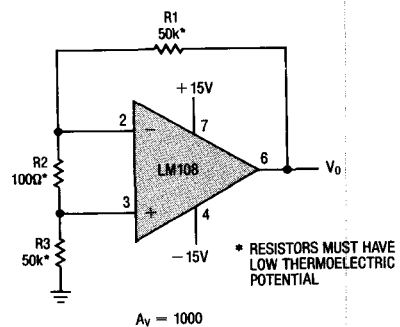 R1
50k*
+15V
2
−
7
LM108
6
V₀
R2
100Ω*
3
+
4
R3
50k*
−15V
* RESISTORS MUST HAVE
LOW THERMOELECTRIC
POTENTIAL
Aᵥ = 1000